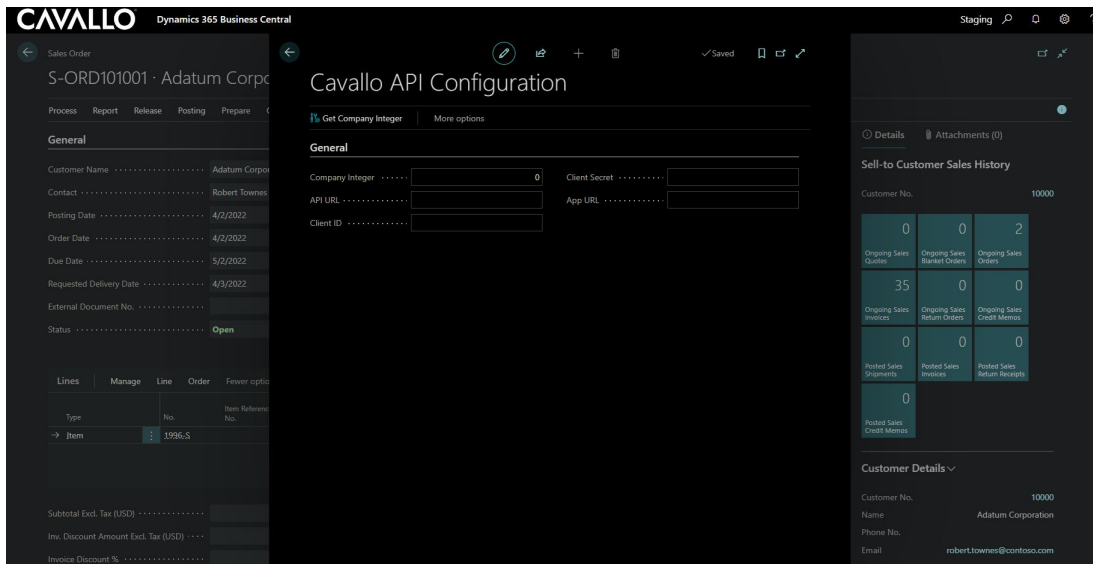 CAVALLO Dynamics 365 Business Central Staging
Sales Order
S-ORD101001 · Adatum Corpo
Process Report Release Posting Prepare
General
Customer Name Adatum Corpor
Contact Robert Townes
Posting Date 4/2/2022
Order Date 4/2/2022
Due Date 5/2/2022
Requested Delivery Date 4/3/2022
External Document No.
Status Open
Lines Manage Line Order Fewer optio
Type No. Item Referenc
No.
Item 1996-S
Subtotal Excl. Tax (USD)
Inv. Discount Amount Excl. Tax (USD)
Invoice Discount %
Saved
Cavallo API Configuration
Get Company Integer More options
General
Company Integer 0 Client Secret
API URL App URL
Client ID
Details Attachments (0)
Sell-to Customer Sales History
Customer No. 10000
0 0 2
Ongoing Sales Ongoing Sales Ongoing Sales
Quotes Blanket Orders Orders
35 0 0
Ongoing Sales Ongoing Sales Ongoing Sales
Invoices Return Orders Credit Memos
0 0 0
Posted Sales Posted Sales Posted Sales
Shipments Invoices Return Receipts
0
Posted Sales
Credit Memos
Customer Details
Customer No. 10000
Name Adatum Corporation
Phone No.
Email robert.townes@contoso.com